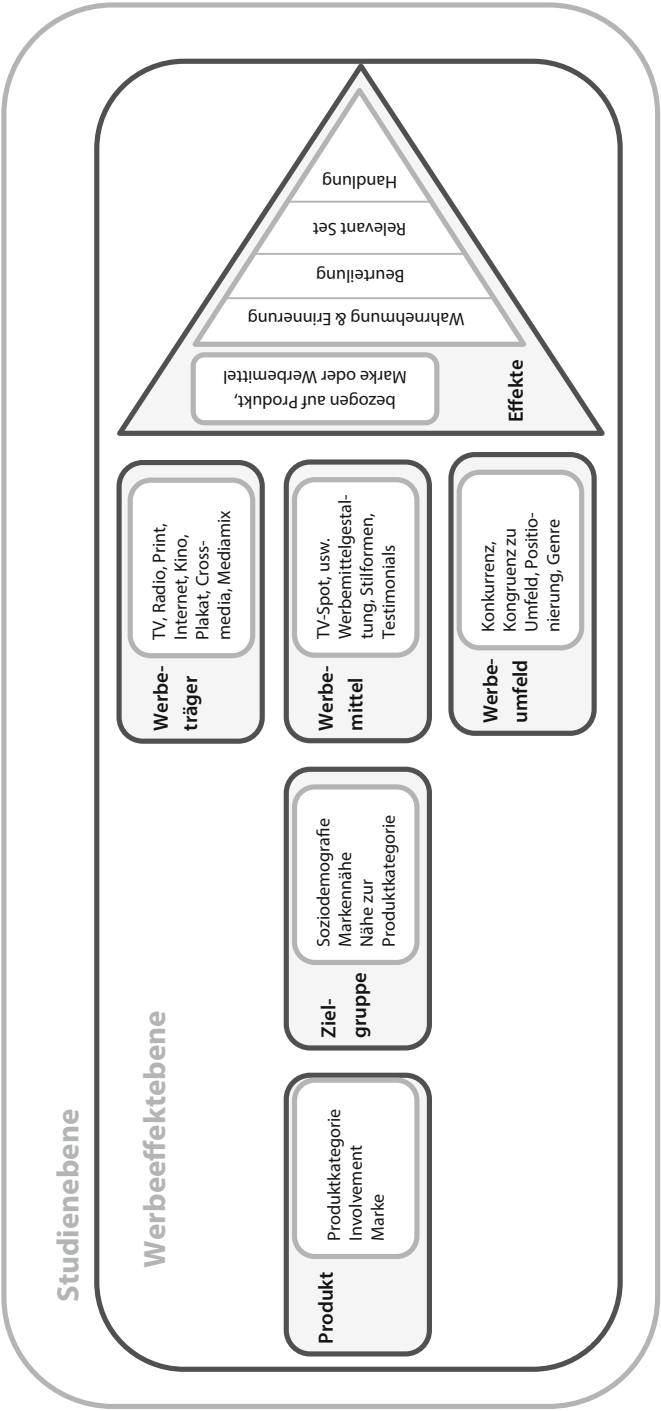 Studienebene
Werbeeffektebene
Produkt
Produktkategorie
Involvement
Marke
Ziel-
gruppe
Soziodemografie
Markennähe
Nähe zur
Produktkategorie
Werbe-
träger
TV, Radio, Print,
Internet, Kino,
Plakat, Cross-
media, Mediamix
Werbe-
mittel
TV-Spot, usw.
Werbemittelgestal-
tung, Stilformen,
Testimonials
Werbe-
umfeld
Konkurrenz,
Kongruenz zu
Umfeld, Positio-
nierung, Genre
Effekte
bezogen auf Produkt,
Marke oder Werbemittel
Wahrnehmung & Erinnerung
Beurteilung
Relevant Set
Handlung